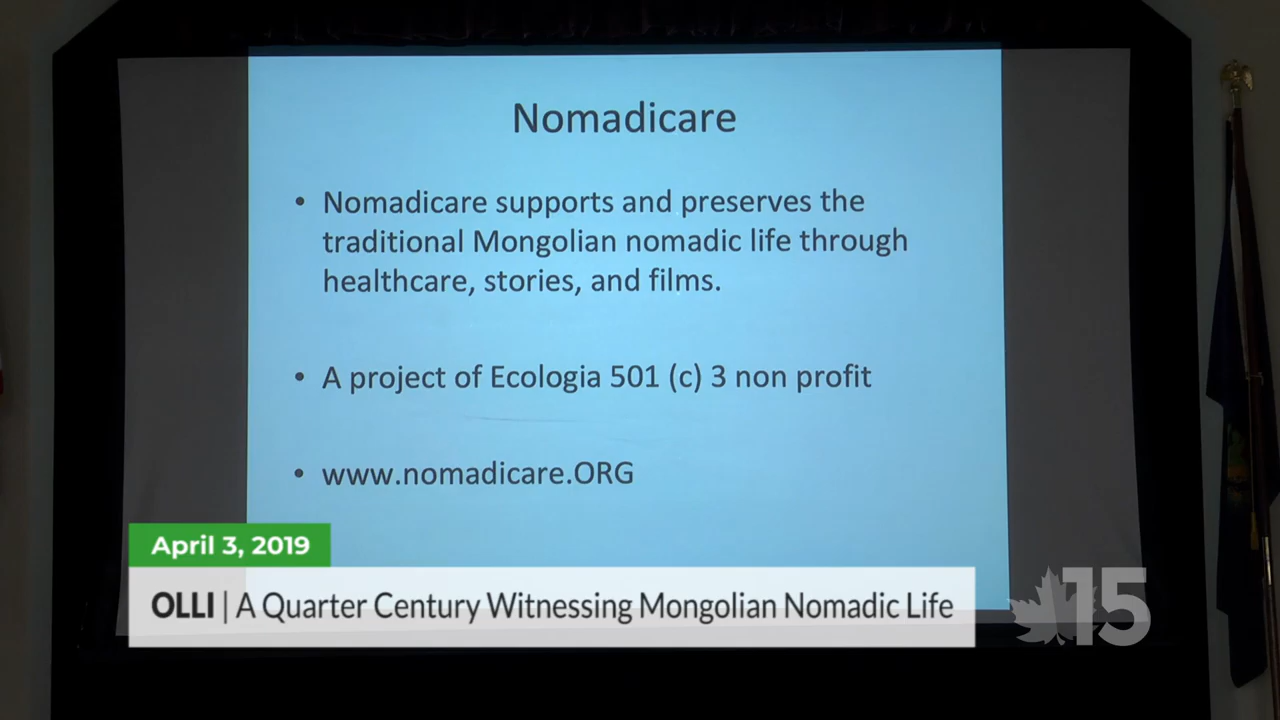 Nomadicare
• Nomadicare supports and preserves the
traditional Mongolian nomadic life through
healthcare, stories, and films.
• A project of Ecologia 501 (c) 3 non profit
• www.nomadicare.ORG
April 3, 2019
OLLI | A Quarter Century Witnessing Mongolian Nomadic Life
15